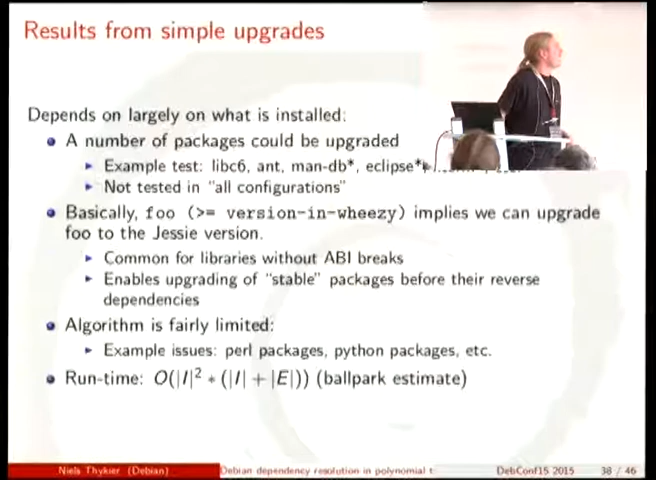 Results from simple upgrades
Depends on largely on what is installed:
A number of packages could be upgraded
Example test: libc6, ant, man-db*, eclipse*
Not tested in "all configurations"
Basically, foo (>= version-in-wheezy) implies we can upgrade
foo to the Jessie version.
Common for libraries without ABI breaks
Enables upgrading of "stable" packages before their reverse
dependencies
Algorithm is fairly limited:
Example issues: perl packages, python packages, etc.
Run-time: O(|I|² * (|I| + |E|)) (ballpark estimate)
Niels Thykier (Debian) Debian dependency resolution in polynomial t DebConf15 2015 38 / 46